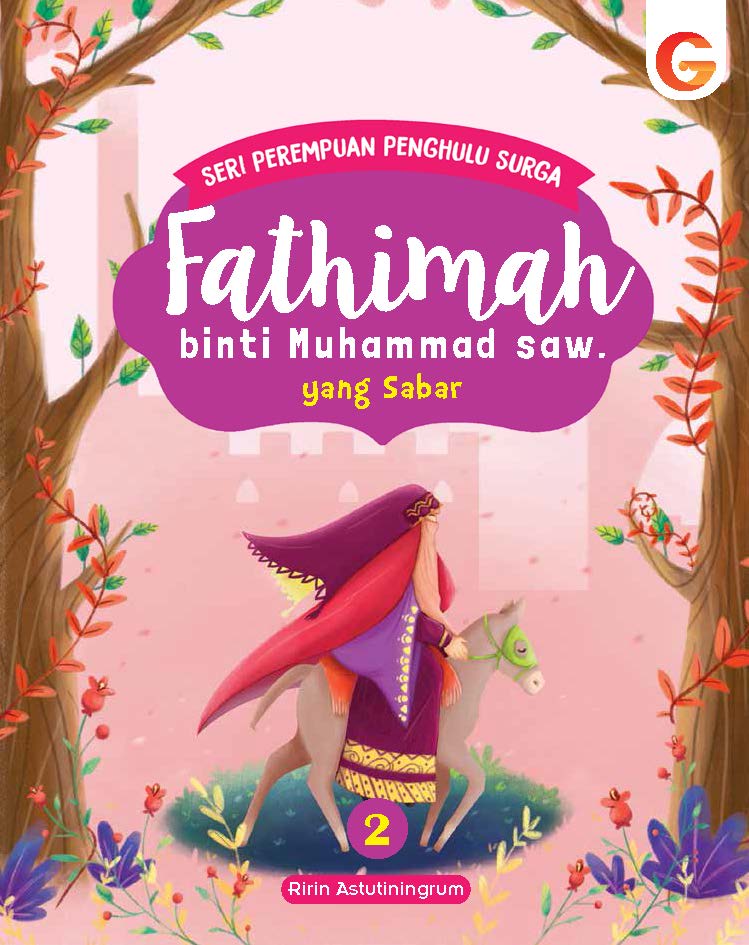 SERI PEREMPUAN PENGHULU SURGA
Fathimah
binti Muhammad saw.
yang Sabar
2
Ririn Astutiningrum